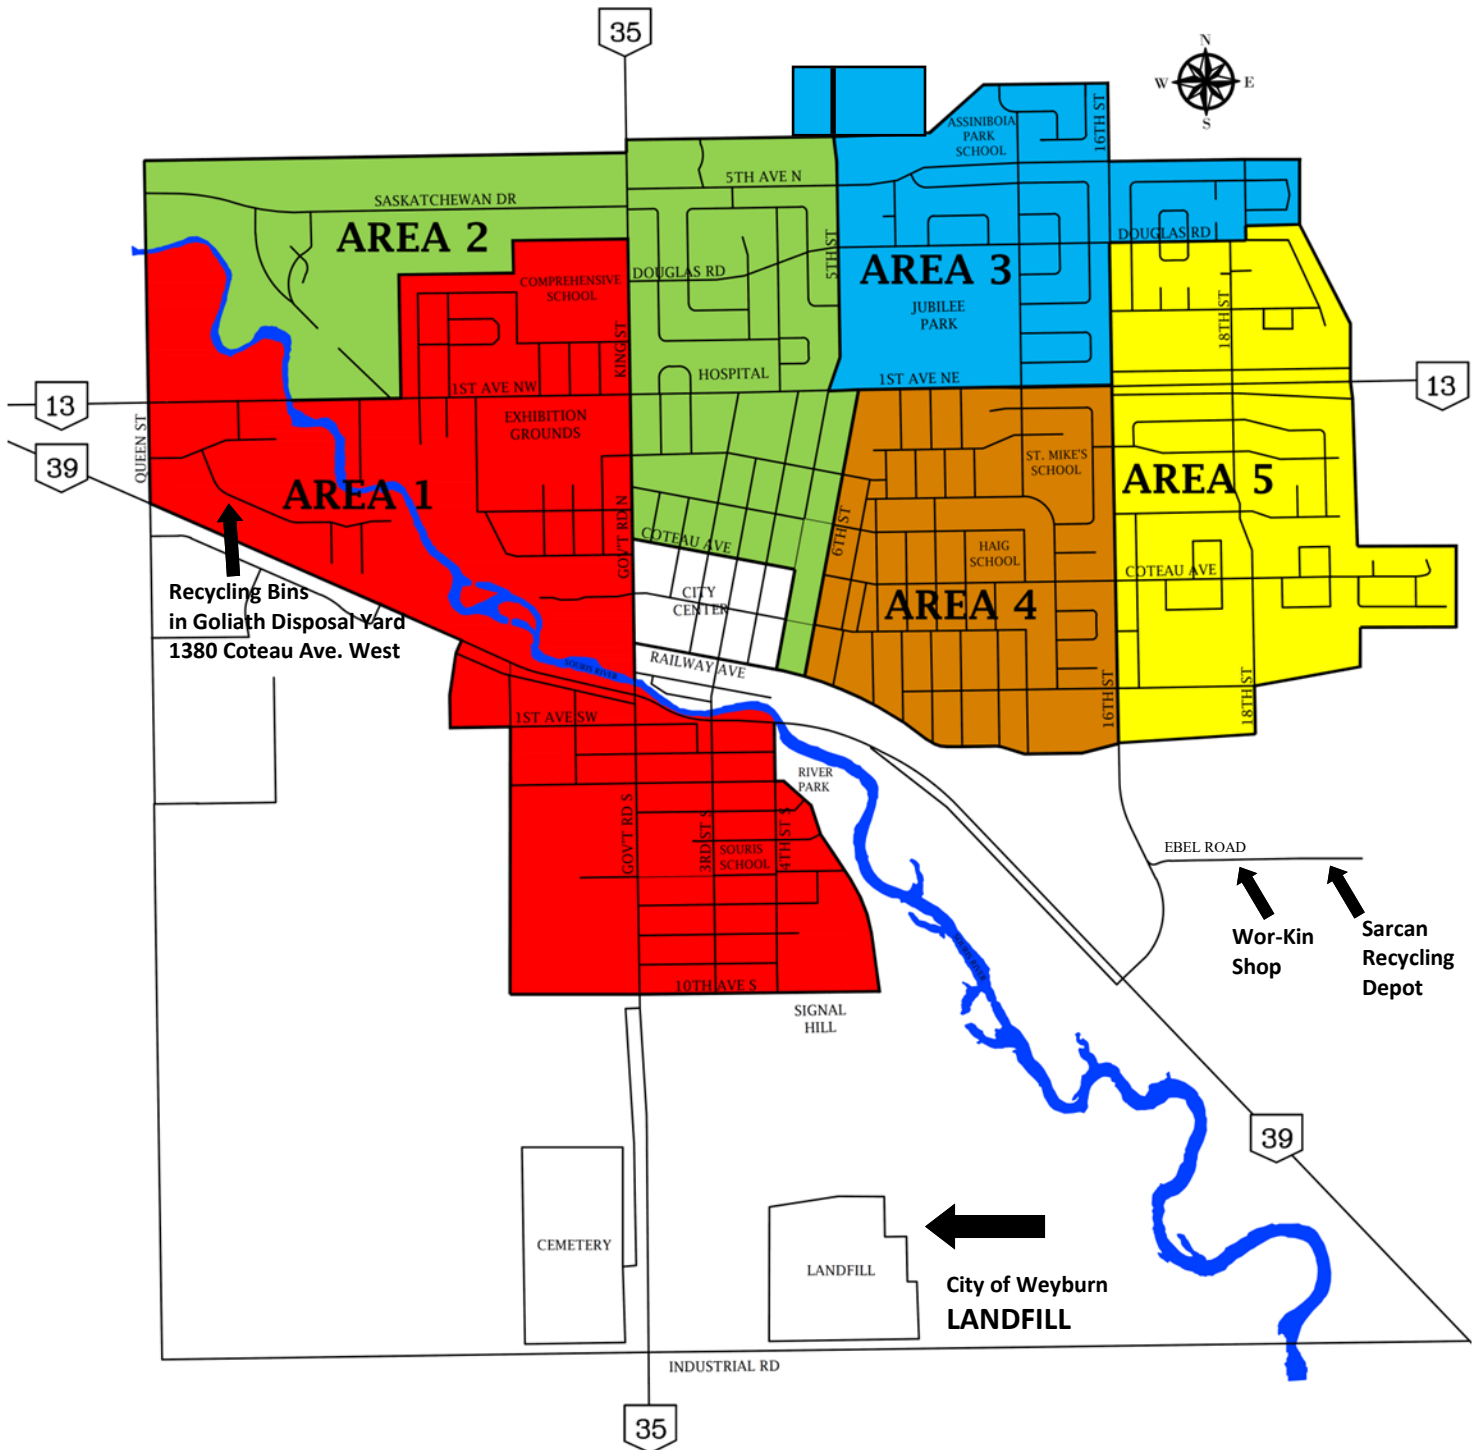 35
N
W E
S
ASSINIBOIA
PARK
SCHOOL
16TH ST
5TH AVE N
SASKATCHEWAN DR
AREA 2
5TH ST
DOUGLAS RD
DOUGLAS RD
AREA 3
COMPREHENSIVE
SCHOOL
JUBILEE
PARK
18TH ST
KING ST
HOSPITAL
1ST AVE NE
1ST AVE NW
13
13
EXHIBITION
GROUNDS
QUEEN ST
39
ST. MIKE'S
SCHOOL
AREA 1
AREA 5
GOV'T RD N
COTEAU AVE
6TH ST
HAIG
SCHOOL
COTEAU AVE
CITY
CENTER
AREA 4
Recycling Bins
in Goliath Disposal Yard
1380 Coteau Ave. West
RAILWAY AVE
SOURIS RIVER
16TH ST
18TH ST
1ST AVE SW
RIVER
PARK
GOV'T RD S
3RD ST S
SOURIS
SCHOOL
4TH ST S
EBEL ROAD
Wor-Kin
Shop
Sarcan
Recycling
Depot
SOURIS RIVER
10TH AVE S
SIGNAL
HILL
39
CEMETERY
LANDFILL
City of Weyburn
LANDFILL
INDUSTRIAL RD
35